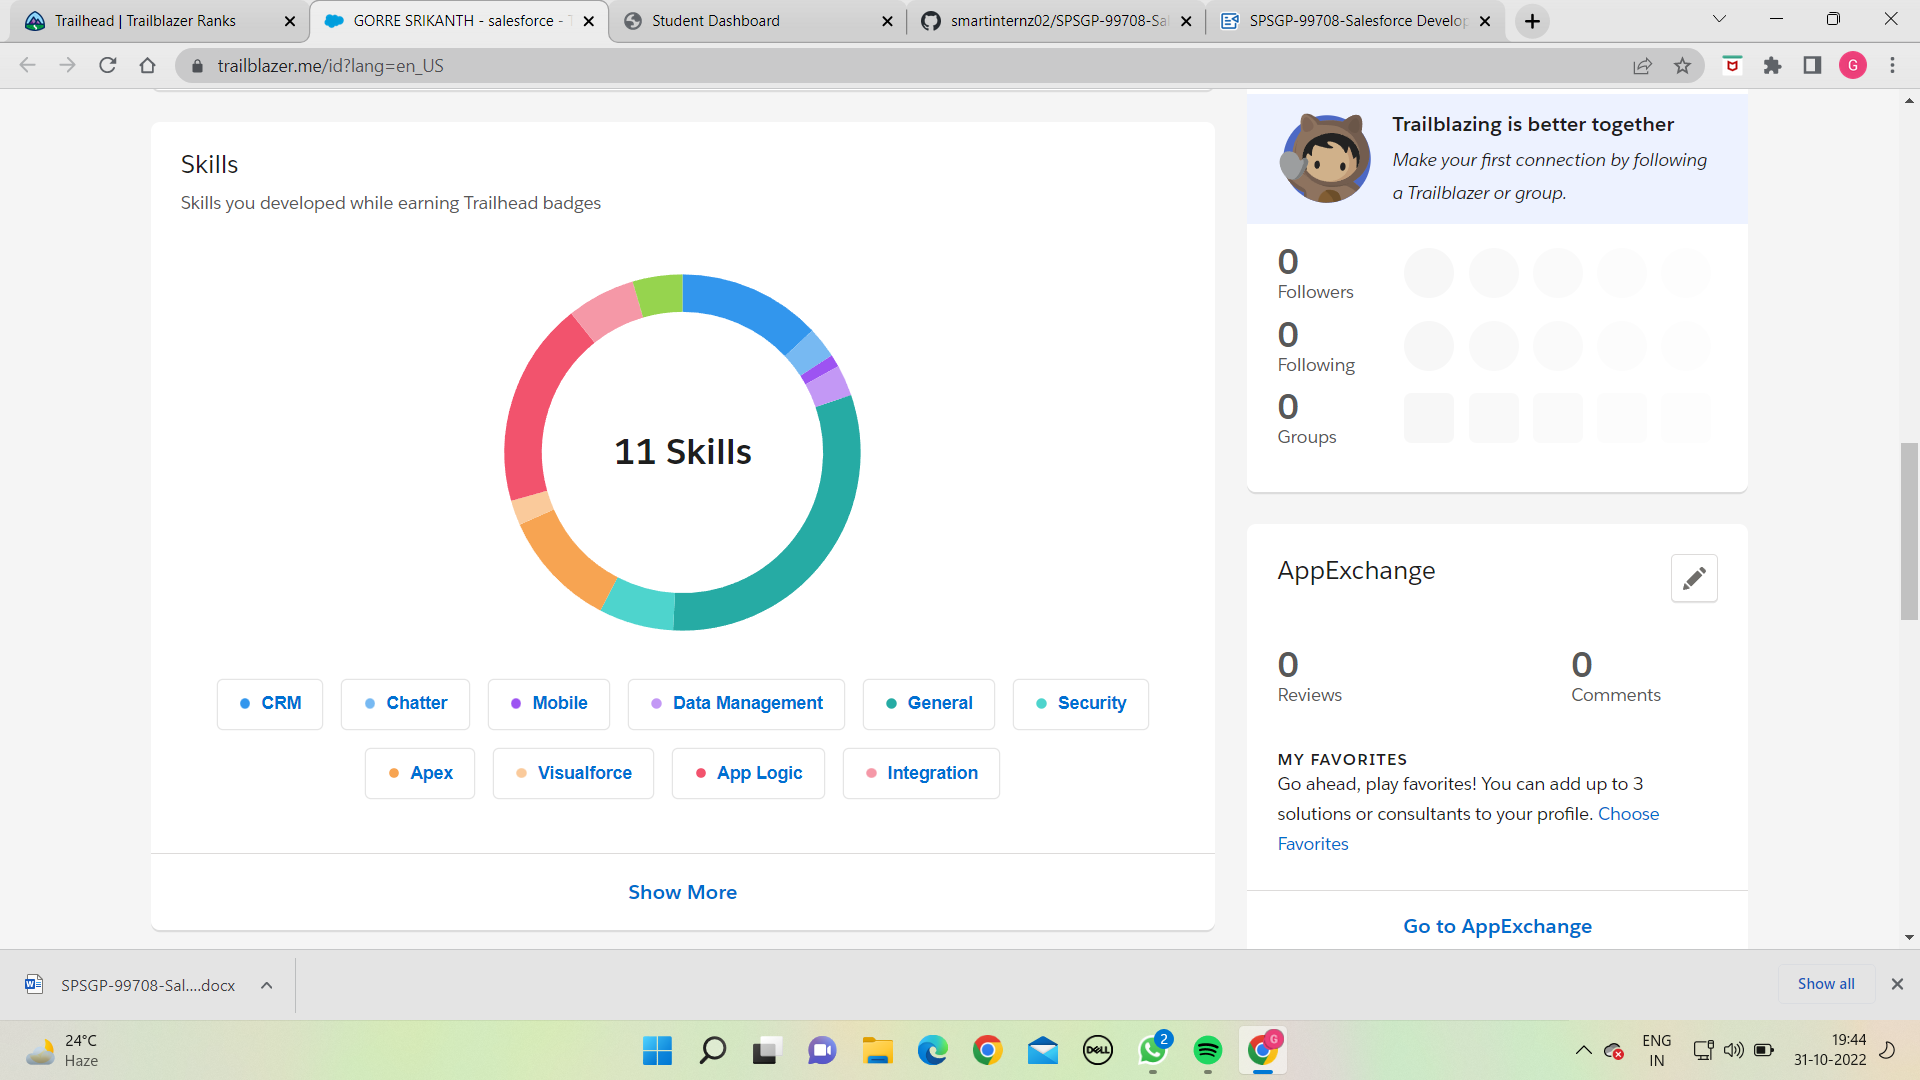 Trailhead | Trailblazer Ranks
GORRE SRIKANTH - salesforce - T
Student Dashboard
smartinternz02/SPSGP-99708-Sal
SPSGP-99708-Salesforce Develop
trailblazer.me/id?lang=en_US
G
Skills
Skills you developed while earning Trailhead badges
11 Skills
CRM
Chatter
Mobile
Data Management
General
Security
Apex
Visualforce
App Logic
Integration
Show More
Trailblazing is better together
Make your first connection by following
a Trailblazer or group.
0
Followers
0
Following
0
Groups
AppExchange
0
Reviews
0
Comments
MY FAVORITES
Go ahead, play favorites! You can add up to 3
solutions or consultants to your profile. Choose
Favorites
Go to AppExchange
SPSGP-99708-Sal....docx
Show all
24°C
Haze
DELL
2
G
ENG
IN
19:44
31-10-2022